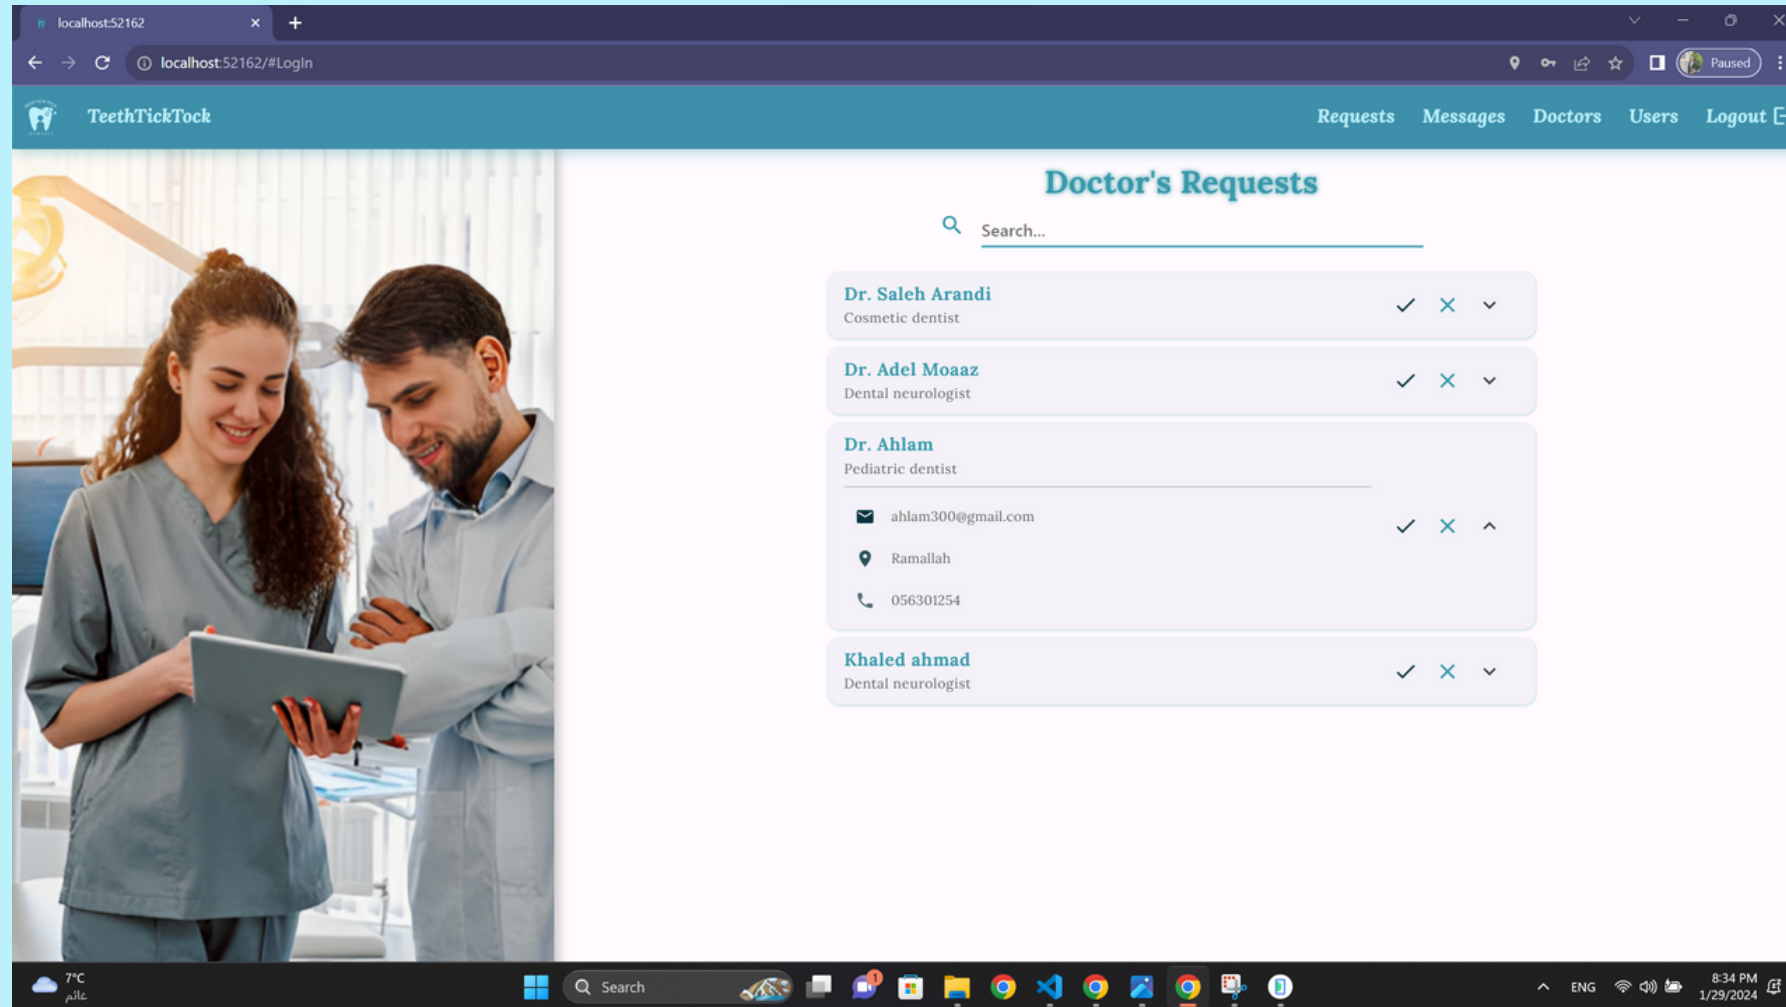 localhost:52162
localhost:52162/#LogIn
Paused
TeethTickTock
Requests Messages Doctors Users Logout
Doctor's Requests
Search...
Dr. Saleh Arandi
Cosmetic dentist
Dr. Adel Moaaz
Dental neurologist
Dr. Ahlam
Pediatric dentist
ahlam300@gmail.com
Ramallah
056301254
Khaled ahmad
Dental neurologist
7°C
غائم
Search
1
ENG
8:34 PM
1/29/2024